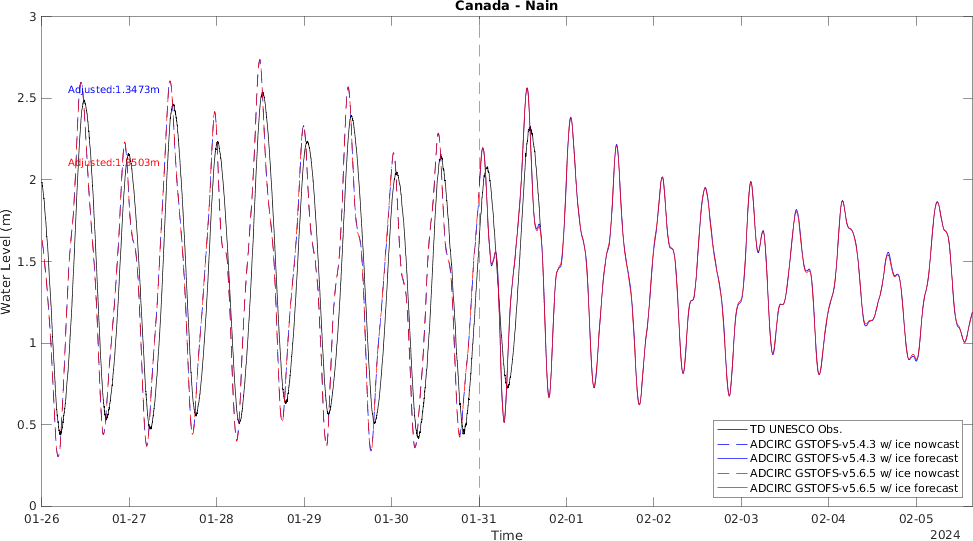 Canada - Nain
3
2.5
2
1.5
1
0.5
0
Water Level (m)
Adjusted:1.3473m
Adjusted:1.3503m
TD UNESCO Obs.
ADCIRC GSTOFS-v5.4.3 w/ ice nowcast
ADCIRC GSTOFS-v5.4.3 w/ ice forecast
ADCIRC GSTOFS-v5.6.5 w/ ice nowcast
ADCIRC GSTOFS-v5.6.5 w/ ice forecast
01-26 01-27 01-28 01-29 01-30 01-31 02-01 02-02 02-03 02-04 02-05
Time
2024